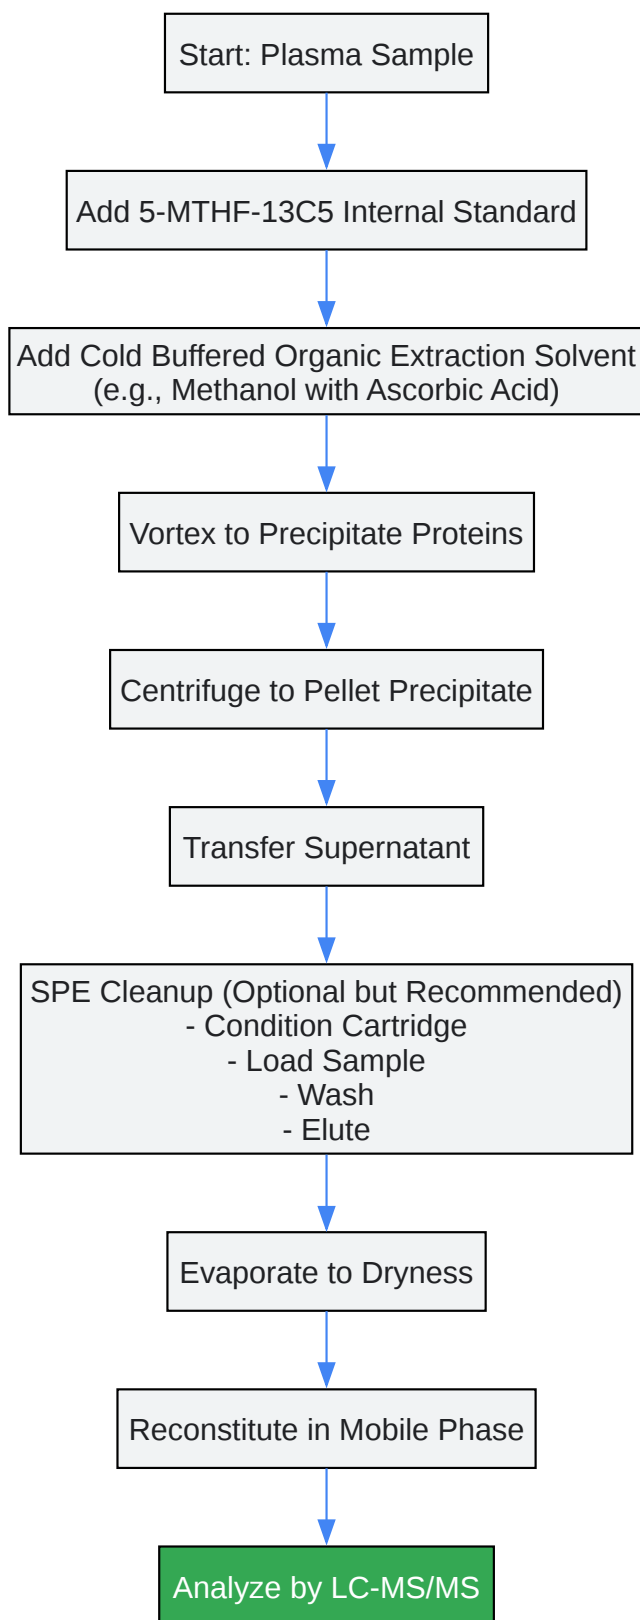 Start: Plasma Sample
Add 5-MTHF-13C5 Internal Standard
Add Cold Buffered Organic Extraction Solvent
(e.g., Methanol with Ascorbic Acid)
Vortex to Precipitate Proteins
Centrifuge to Pellet Precipitate
Transfer Supernatant
SPE Cleanup (Optional but Recommended)
- Condition Cartridge
- Load Sample
- Wash
- Elute
Evaporate to Dryness
Reconstitute in Mobile Phase
Analyze by LC-MS/MS